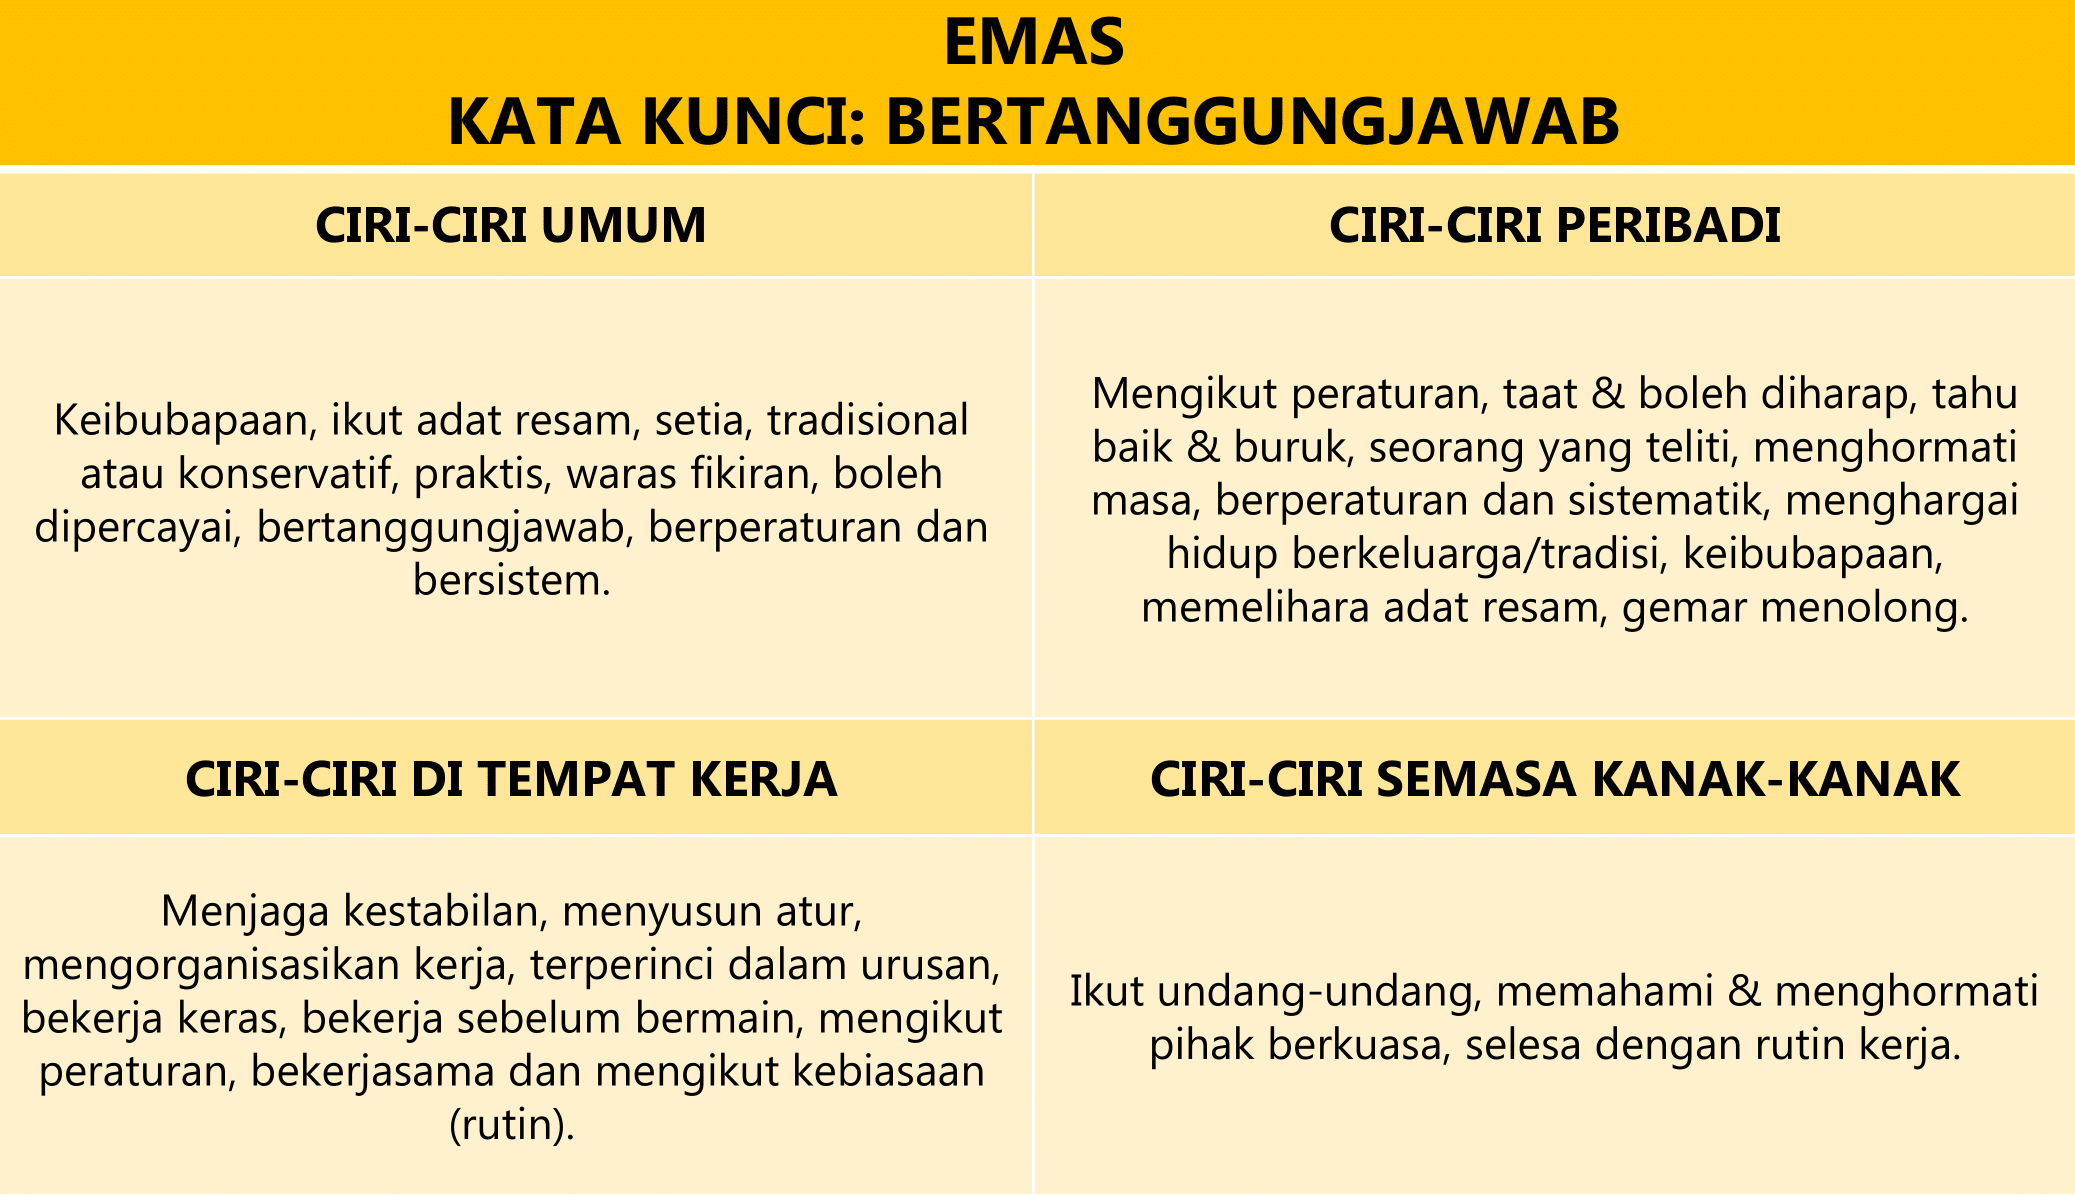 EMAS
KATA KUNCI: BERTANGGUNGJAWAB
CIRI-CIRI UMUM
CIRI-CIRI PERIBADI
Keibubapaan, ikut adat resam, setia, tradisional
atau konservatif, praktis, waras fikiran, boleh
dipercayai, bertanggungjawab, berperaturan dan
bersistem.
Mengikut peraturan, taat & boleh diharap, tahu
baik & buruk, seorang yang teliti, menghormati
masa, berperaturan dan sistematik, menghargai
hidup berkeluarga/tradisi, keibubapaan,
memelihara adat resam, gemar menolong.
CIRI-CIRI DI TEMPAT KERJA
CIRI-CIRI SEMASA KANAK-KANAK
Menjaga kestabilan, menyusun atur,
mengorganisasikan kerja, terperinci dalam urusan,
bekerja keras, bekerja sebelum bermain, mengikut
peraturan, bekerjasama dan mengikut kebiasaan
(rutin).
Ikut undang-undang, memahami & menghormati
pihak berkuasa, selesa dengan rutin kerja.